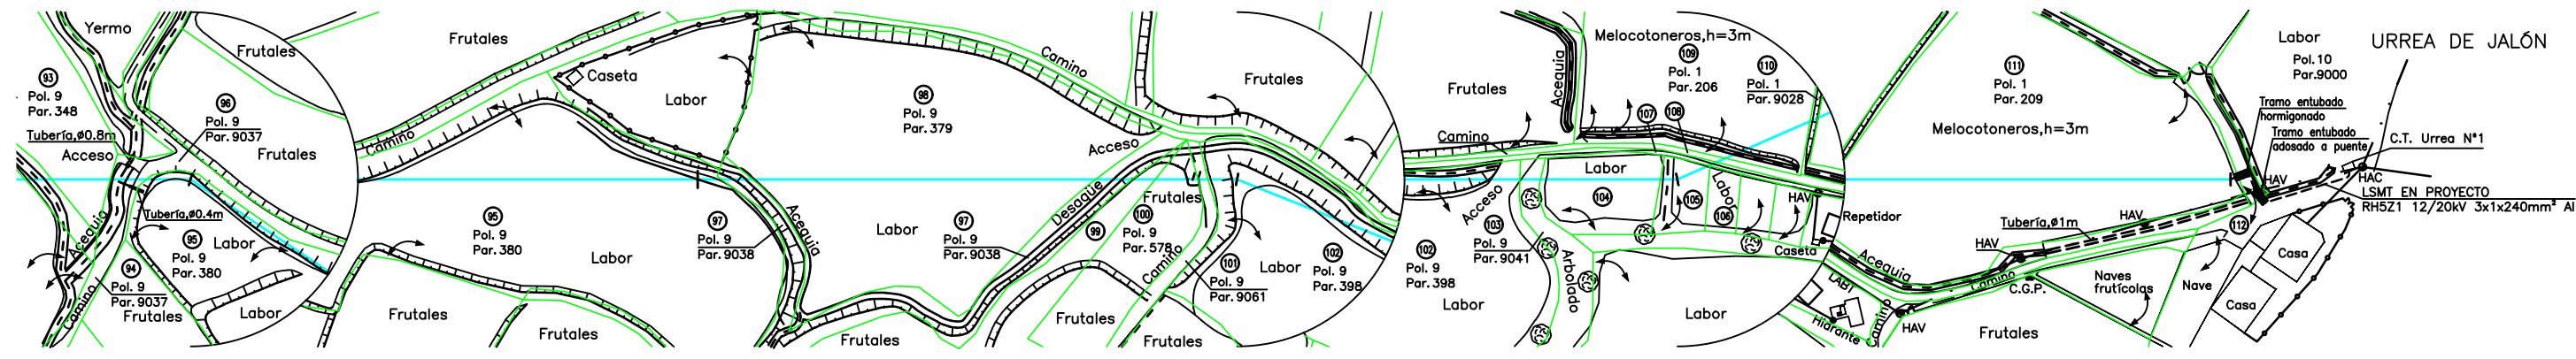 Yermo
93
Pol. 9
Par. 348
Tubería,ø0.8m
Acceso
Acequia
Camino
94
Pol. 9
Par. 9037
Frutales
Frutales
96
Pol. 9
Par. 9037
Frutales
Tubería,ø0.4m
95
Pol. 9
Par. 380
Labor
Labor
Frutales
Camino
Caseta
Labor
95
Pol. 9
Par. 380
Labor
Frutales
Frutales
97
Pol. 9
Par. 9038
Acequia
98
Pol. 9
Par. 379
Labor
Frutales
97
Pol. 9
Par. 9038
Camino
Acceso
Desagüe
99
Frutales
100
Pol. 9
Par. 578
Camino
Frutales
Frutales
Frutales
101
Pol. 9
Par. 9061
Labor
102
Pol. 9
Par. 398
Frutales
Camino
Acequia
102
Pol. 9
Par. 398
Labor
Acceso
103
Pol. 9
Par. 9041
Arbolado
Melocotoneros,h=3m
109
Pol. 1
Par. 206
110
Pol. 1
Par. 9028
107
108
Labor
104
105
Labor
106
HAV
Labor
Repetidor
Caseta
LABT
Hidrante
Camino
HAV
Acequia
111
Pol. 1
Par. 209
Melocotoneros,h=3m
Tubería,ø1m
HAV
HAV
Camino
C.G.P.
Frutales
Naves
frutícolas
Nave
112
Casa
Casa
Labor
Pol. 10
Par.9000
URREA DE JALÓN
Tramo entubado
hormigonado
Tramo entubado
adosado a puente
C.T. Urrea Nº1
HAV
HAC
LSMT EN PROYECTO
RH5Z1 12/20kV 3x1x240mm² Al